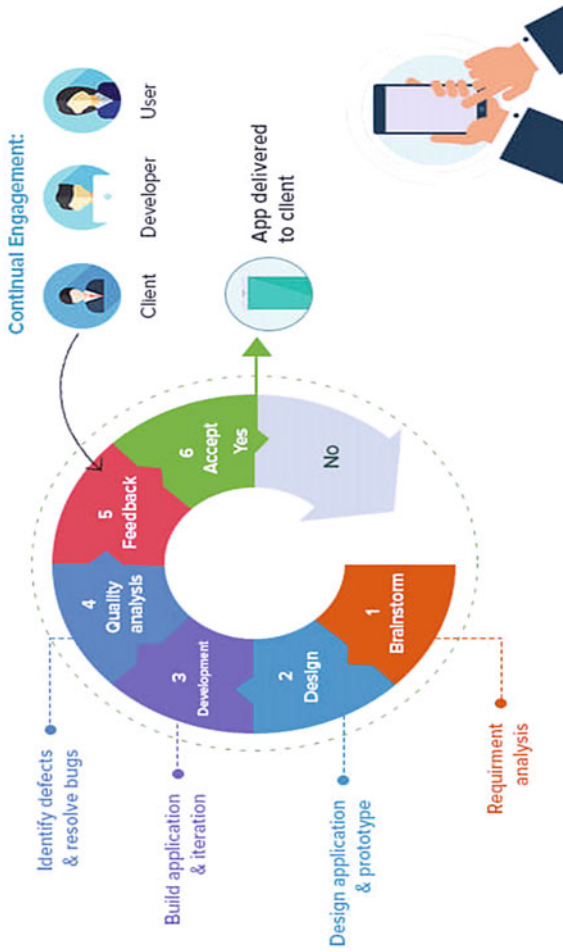 Continual Engagement:
Client
Developer
User
Identify defects
& resolve bugs
Build application
& iteration
Design application
& prototype
Requirment
analysis
1
Brainstorm
2
Design
3
Development
4
Quality
analysis
5
Feedback
6
Accept
Yes
No
App delivered
to client